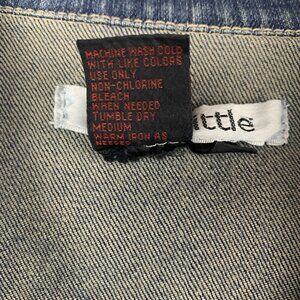 MACHINE WASH COLD
WITH LIKE COLORS
USE ONLY
NON-CHLORINE
BLEACH
WHEN NEEDED
TUMBLE DRY
MEDIUM
WARM IRON AS
NEEDED
ittle